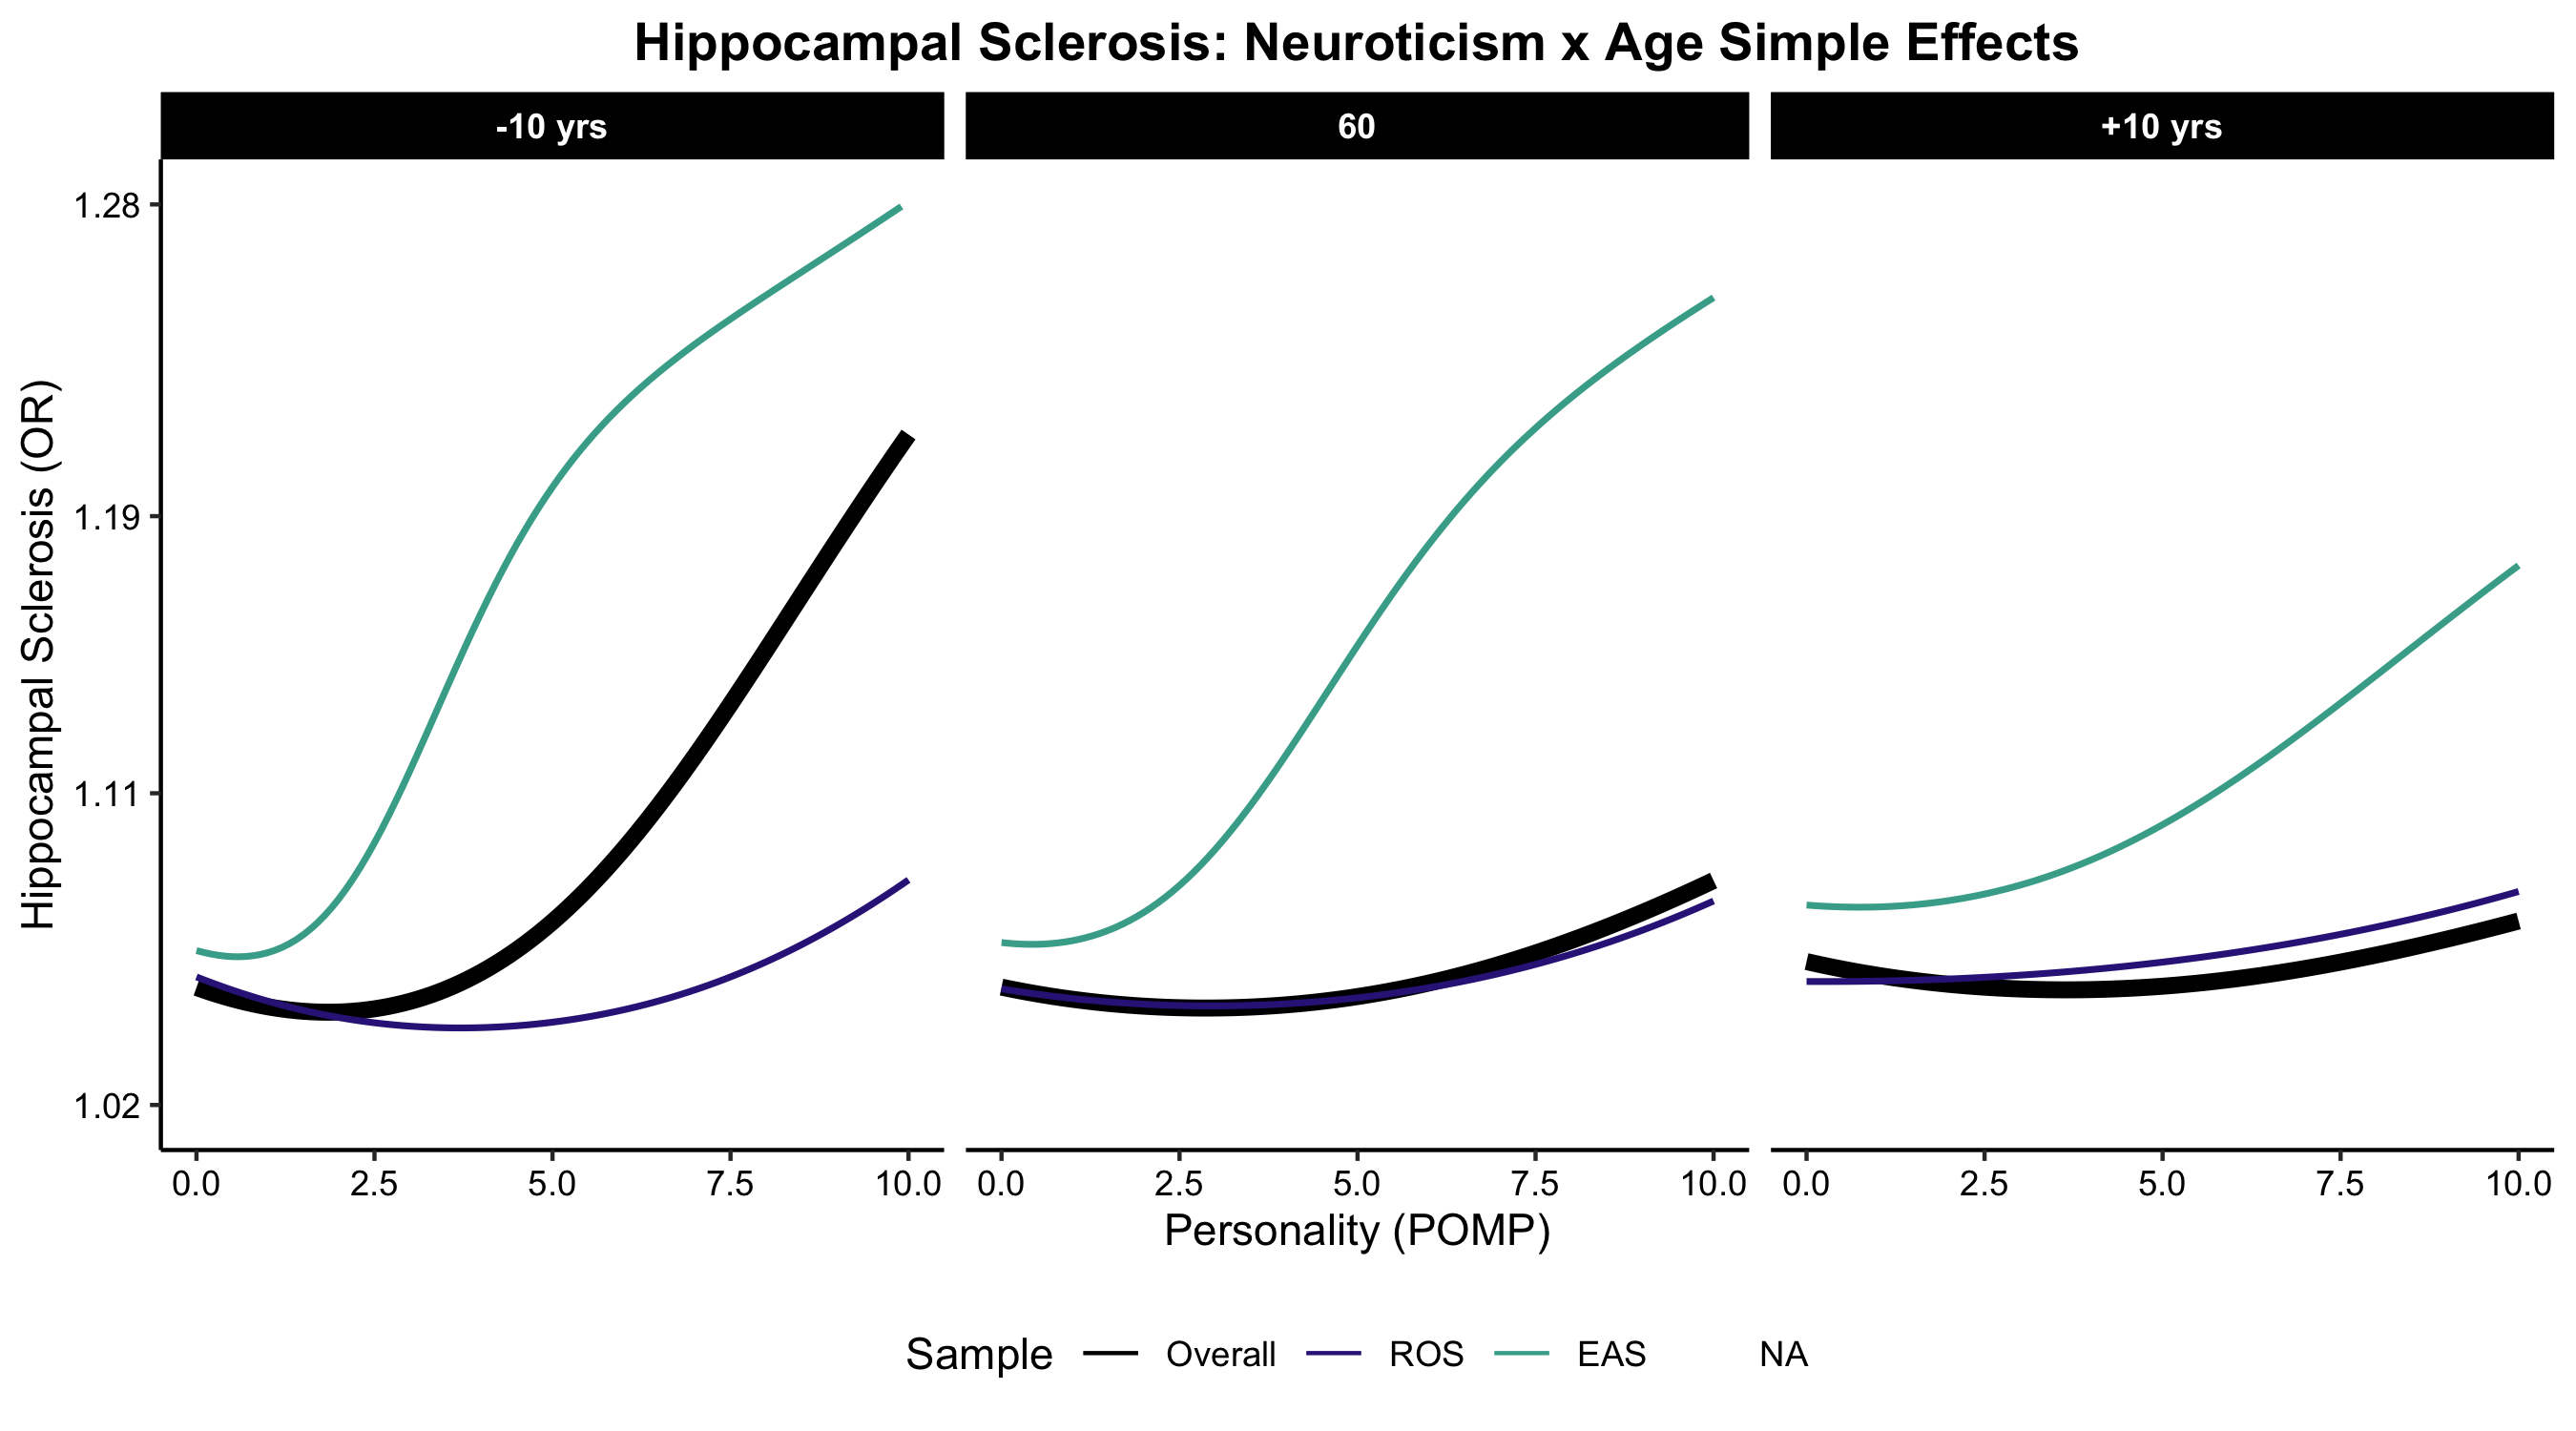 Hippocampal Sclerosis: Neuroticism x Age Simple Effects
-10 yrs
60
+10 yrs
Hippocampal Sclerosis (OR)
1.28
1.19
1.11
1.02
0.0 2.5 5.0 7.5 10.0
0.0 2.5 5.0 7.5 10.0
0.0 2.5 5.0 7.5 10.0
Personality (POMP)
Sample Overall ROS EAS NA